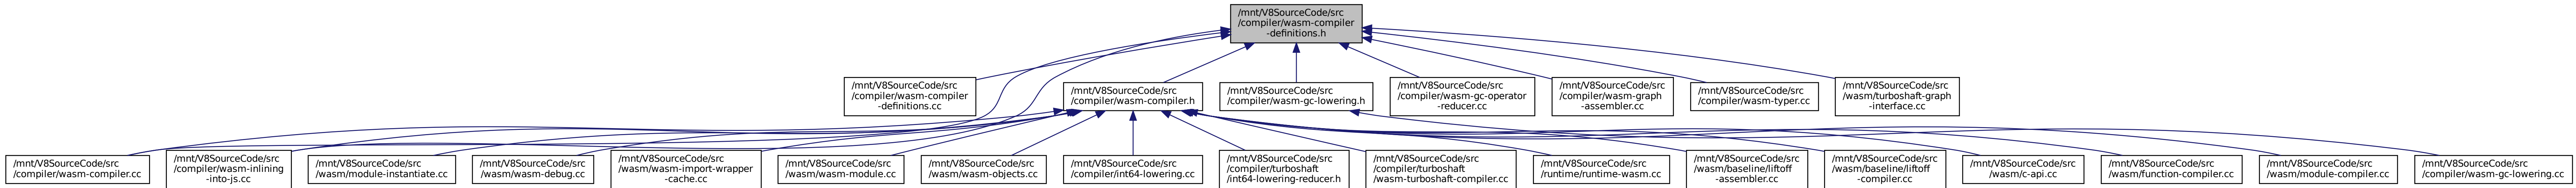 /mnt/V8SourceCode/src
/compiler/wasm-compiler
-definitions.h
/mnt/V8SourceCode/src
/compiler/wasm-compiler
-definitions.cc
/mnt/V8SourceCode/src
/compiler/wasm-compiler.h
/mnt/V8SourceCode/src
/compiler/wasm-gc-lowering.h
/mnt/V8SourceCode/src
/compiler/wasm-gc-operator
-reducer.cc
/mnt/V8SourceCode/src
/compiler/wasm-graph
-assembler.cc
/mnt/V8SourceCode/src
/compiler/wasm-typer.cc
/mnt/V8SourceCode/src
/wasm/turboshaft-graph
-interface.cc
/mnt/V8SourceCode/src
/compiler/wasm-compiler.cc
/mnt/V8SourceCode/src
/compiler/wasm-inlining
-into-js.cc
/mnt/V8SourceCode/src
/wasm/module-instantiate.cc
/mnt/V8SourceCode/src
/wasm/wasm-debug.cc
/mnt/V8SourceCode/src
/wasm/wasm-import-wrapper
-cache.cc
/mnt/V8SourceCode/src
/wasm/wasm-module.cc
/mnt/V8SourceCode/src
/wasm/wasm-objects.cc
/mnt/V8SourceCode/src
/compiler/int64-lowering.cc
/mnt/V8SourceCode/src
/compiler/turboshaft
/int64-lowering-reducer.h
/mnt/V8SourceCode/src
/compiler/turboshaft
/wasm-turboshaft-compiler.cc
/mnt/V8SourceCode/src
/runtime/runtime-wasm.cc
/mnt/V8SourceCode/src
/wasm/baseline/liftoff
-assembler.cc
/mnt/V8SourceCode/src
/wasm/baseline/liftoff
-compiler.cc
/mnt/V8SourceCode/src
/wasm/c-api.cc
/mnt/V8SourceCode/src
/wasm/function-compiler.cc
/mnt/V8SourceCode/src
/wasm/module-compiler.cc
/mnt/V8SourceCode/src
/compiler/wasm-gc-lowering.cc